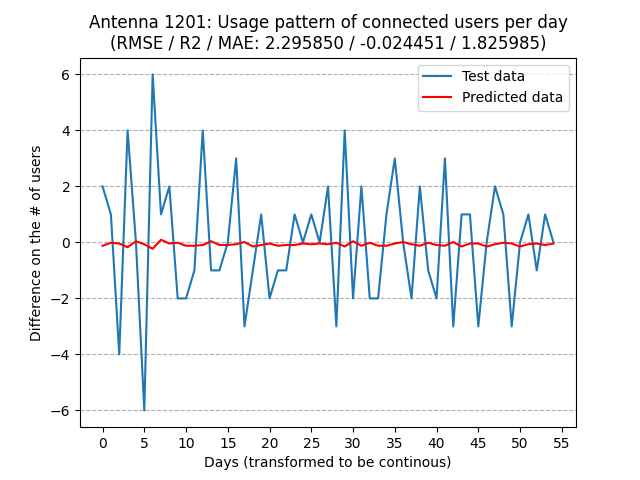 Antenna 1201: Usage pattern of connected users per day
(RMSE / R2 / MAE: 2.295850 / -0.024451 / 1.825985)
Test data
Predicted data
Difference on the # of users
6
4
2
0
−2
−4
−6
0 5 10 15 20 25 30 35 40 45 50 55
Days (transformed to be continous)